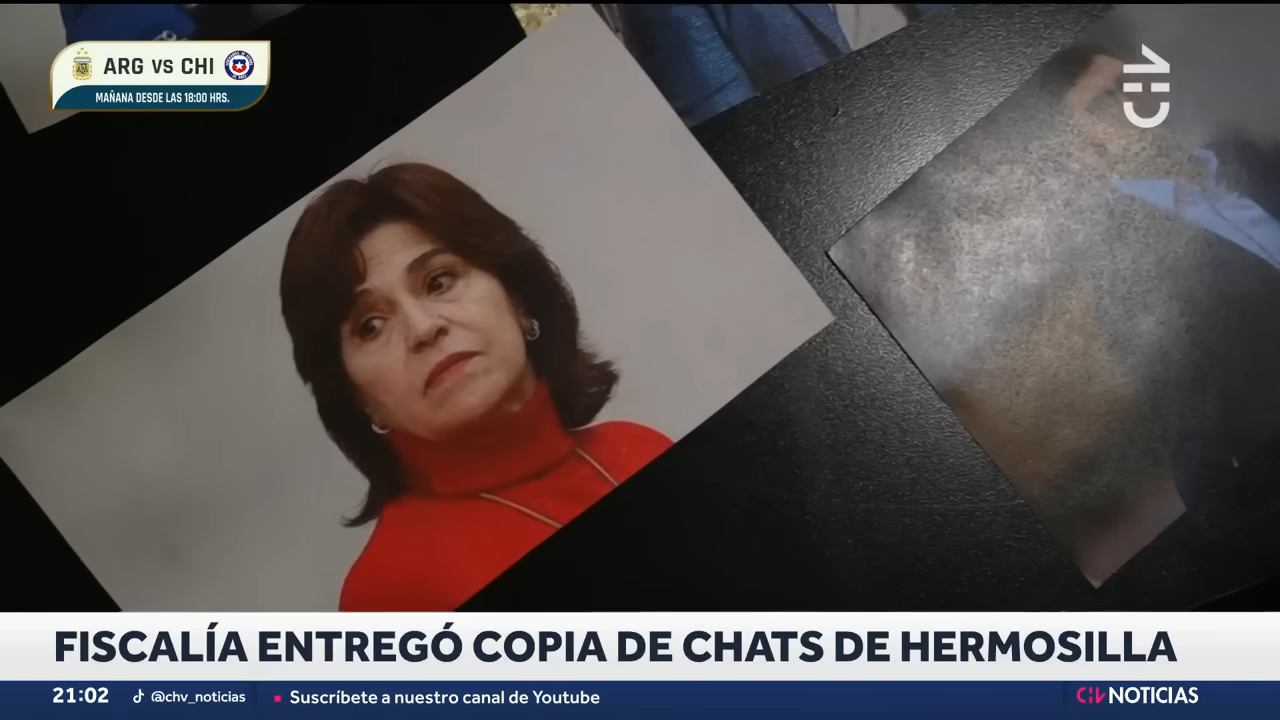 ARG VS CHI
MAÑANA DESDE LAS 18:00 HRS.
CHV
FISCALÍA ENTREGÓ COPIA DE CHATS DE HERMOSILLA
21:02 @chv_noticias Suscríbete a nuestro canal de Youtube CHV NOTICIAS